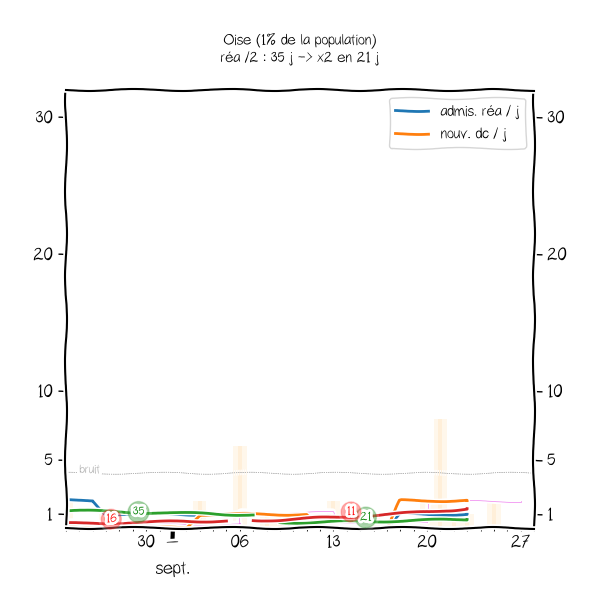 Oise (1% de la population)
réa /2 : 35 j -> x2 en 21 j
admis. réa / j
nouv. dc / j
30 30
20 20
10 10
5 5
bruit
1 1
16 35 11 21
30 06 13 20 27
sept.